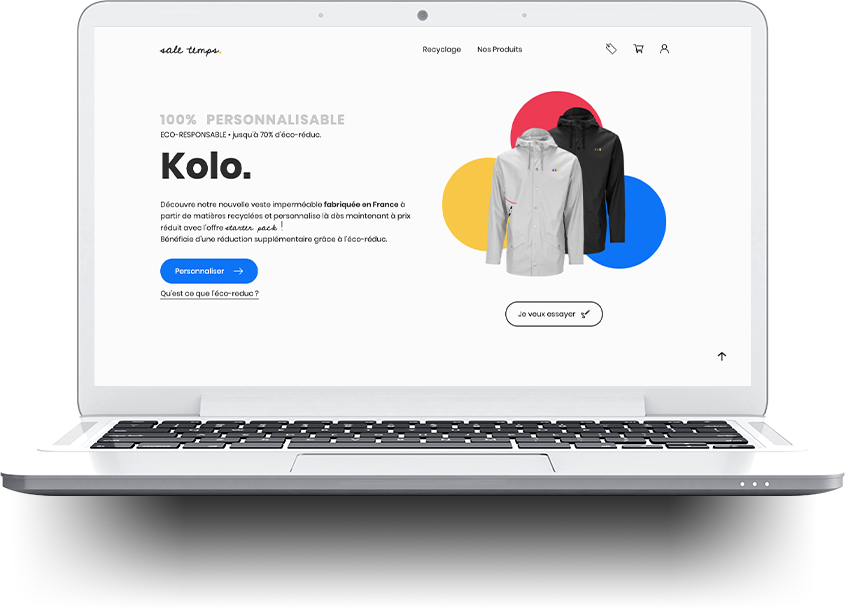 sale temps.
Recyclage Nos Produits
100% PERSONNALISABLE
ECO-RESPONSABLE • jusqu'à 70% d'éco-réduc.
Kolo.
Découvre notre nouvelle veste imperméable fabriquée en France à
partir de matières recyclées et personnalise là dès maintenant à prix
réduit avec l'offre starter pack !
Bénéficie d'une réduction supplémentaire grâce à l'éco-réduc.
Personnaliser
Qu'est ce que l'éco-reduc ?
Je veux essayer